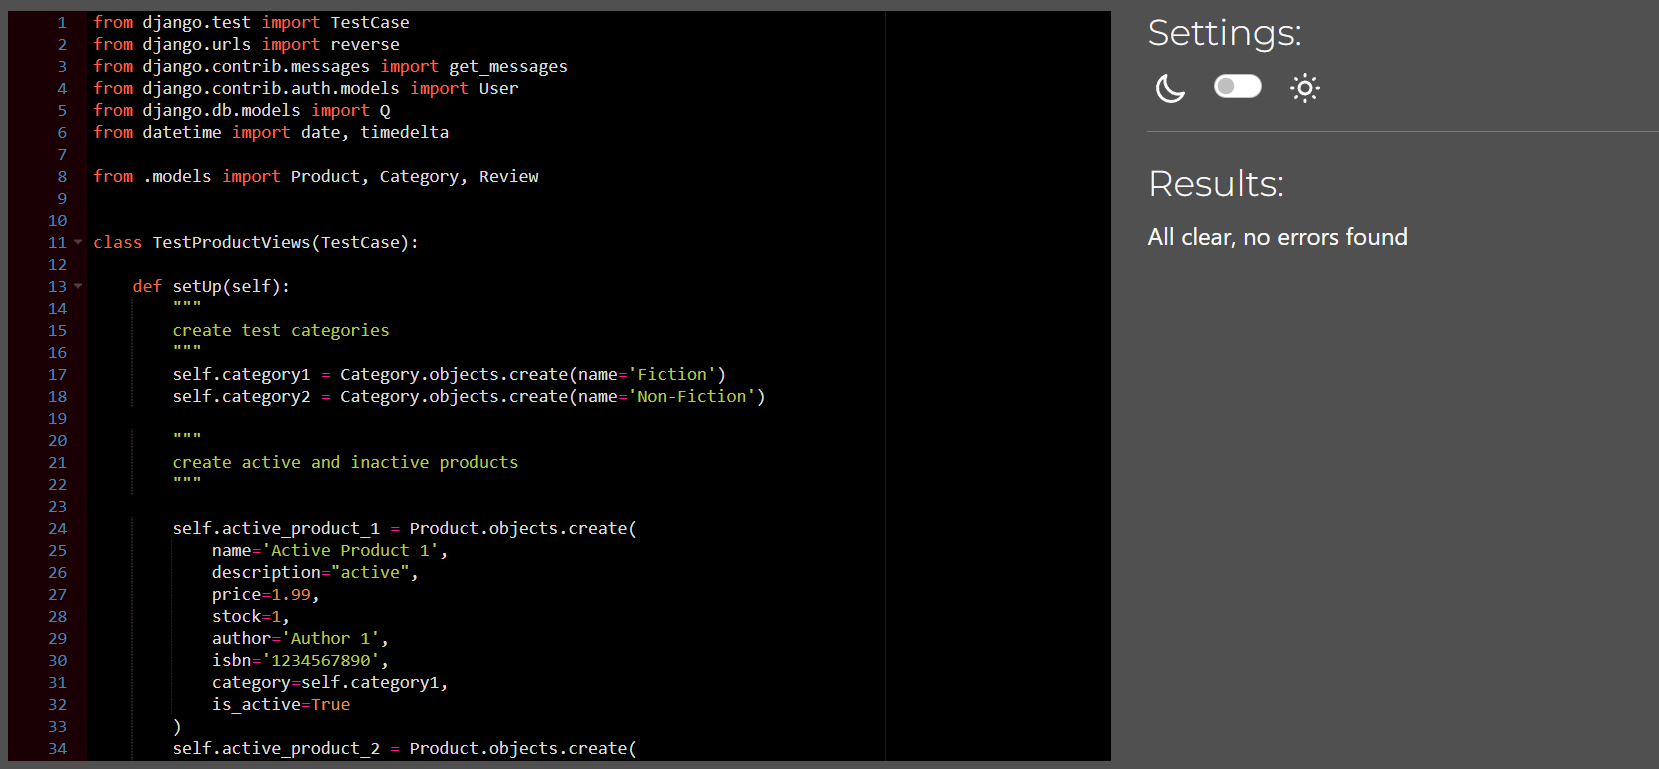 1 from django.test import TestCase
2 from django.urls import reverse
3 from django.contrib.messages import get_messages
4 from django.contrib.auth.models import User
5 from django.db.models import Q
6 from datetime import date, timedelta
7
8 from .models import Product, Category, Review
9
10
11 class TestProductViews(TestCase):
12
13     def setUp(self):
14         """
15         create test categories
16         """
17         self.category1 = Category.objects.create(name='Fiction')
18         self.category2 = Category.objects.create(name='Non-Fiction')
19
20         """
21         create active and inactive products
22         """
23
24         self.active_product_1 = Product.objects.create(
25             name='Active Product 1',
26             description="active",
27             price=1.99,
28             stock=1,
29             author='Author 1',
30             isbn='1234567890',
31             category=self.category1,
32             is_active=True
33         )
34         self.active_product_2 = Product.objects.create(
Settings:
Results:
All clear, no errors found